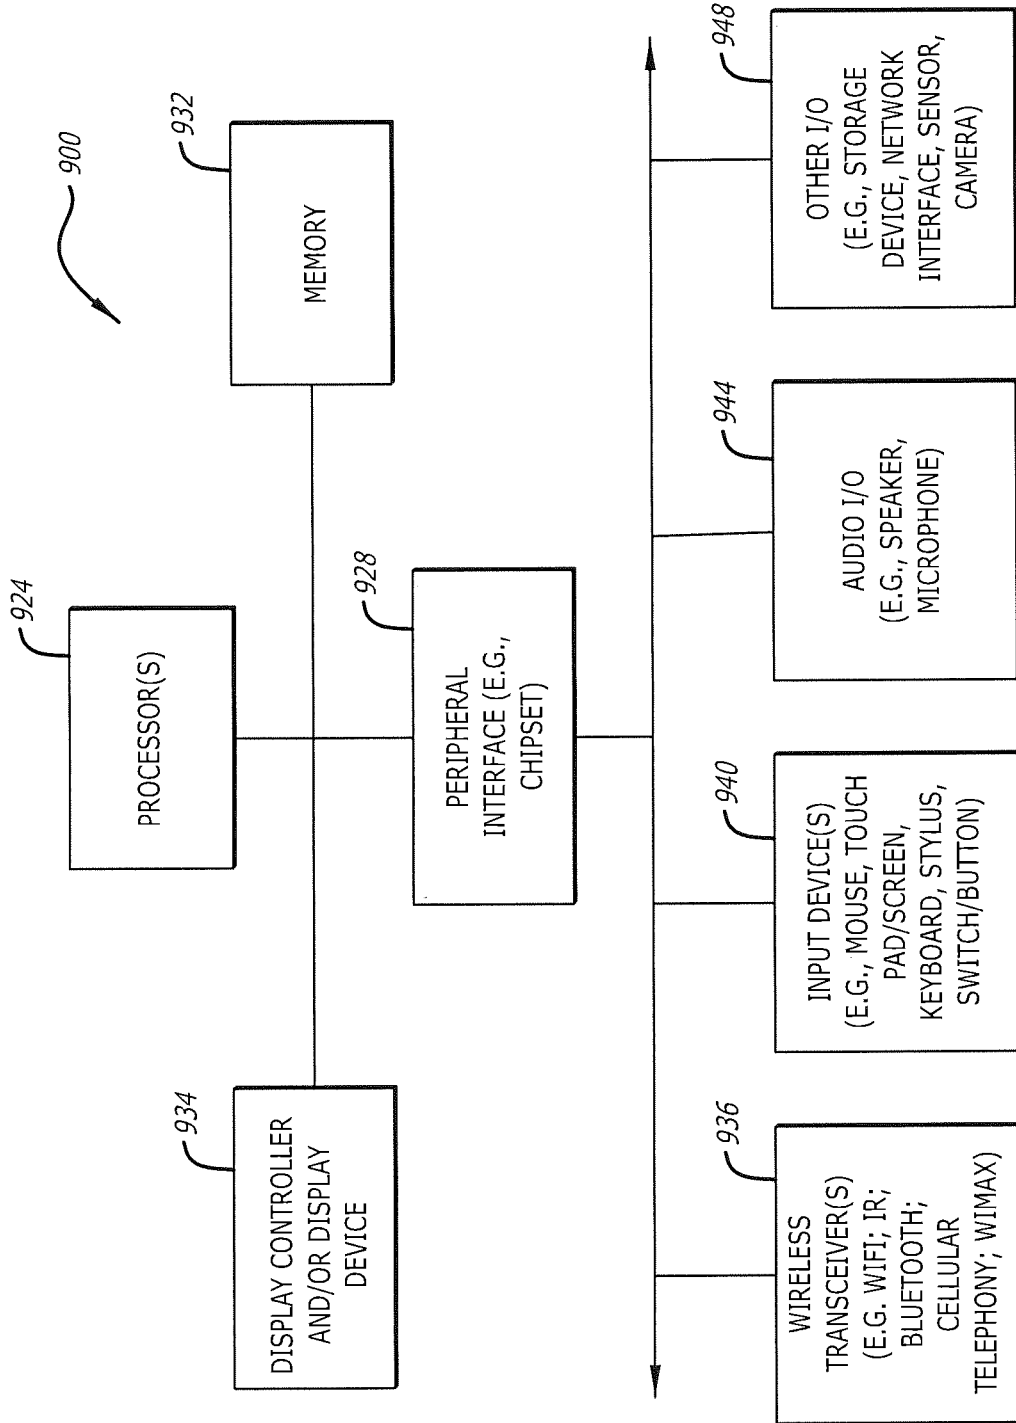 900
924
PROCESSOR(S)
934
DISPLAY CONTROLLER
AND/OR DISPLAY
DEVICE
932
MEMORY
928
PERIPHERAL
INTERFACE (E.G.,
CHIPSET)
936
WIRELESS
TRANSCEIVER(S)
(E.G. WIFI; IR;
BLUETOOTH;
CELLULAR
TELEPHONY; WIMAX)
940
INPUT DEVICE(S)
(E.G., MOUSE, TOUCH
PAD/SCREEN,
KEYBOARD, STYLUS,
SWITCH/BUTTON)
944
AUDIO I/O
(E.G., SPEAKER,
MICROPHONE)
948
OTHER I/O
(E.G., STORAGE
DEVICE, NETWORK
INTERFACE, SENSOR,
CAMERA)